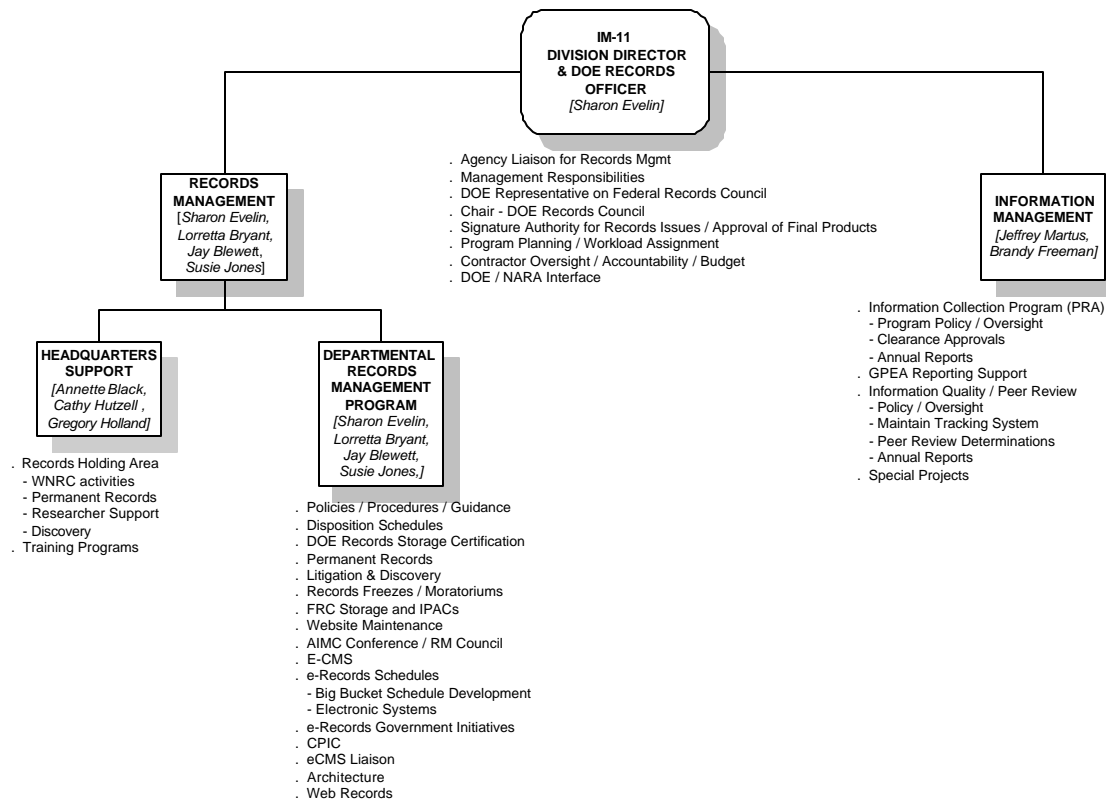 IM-11
DIVISION DIRECTOR
& DOE RECORDS
OFFICER
[Sharon Evelin]
. Agency Liaison for Records Mgmt
. Management Responsibilities
. DOE Representative on Federal Records Council
. Chair - DOE Records Council
. Signature Authority for Records Issues / Approval of Final Products
. Program Planning / Workload Assignment
. Contractor Oversight / Accountability / Budget
. DOE / NARA Interface
RECORDS
MANAGEMENT
[Sharon Evelin,
Lorretta Bryant,
Jay Blewett,
Susie Jones]
INFORMATION
MANAGEMENT
[Jeffrey Martus,
Brandy Freeman]
. Information Collection Program (PRA)
- Program Policy / Oversight
- Clearance Approvals
- Annual Reports
. GPEA Reporting Support
. Information Quality / Peer Review
- Policy / Oversight
- Maintain Tracking System
- Peer Review Determinations
- Annual Reports
. Special Projects
HEADQUARTERS
SUPPORT
[Annette Black,
Cathy Hutzell ,
Gregory Holland]
. Records Holding Area
- WNRC activities
- Permanent Records
- Researcher Support
- Discovery
. Training Programs
DEPARTMENTAL
RECORDS
MANAGEMENT
PROGRAM
[Sharon Evelin,
Lorretta Bryant,
Jay Blewett,
Susie Jones,]
. Policies / Procedures / Guidance
. Disposition Schedules
. DOE Records Storage Certification
. Permanent Records
. Litigation & Discovery
. Records Freezes / Moratoriums
. FRC Storage and IPACs
. Website Maintenance
. AIMC Conference / RM Council
. E-CMS
. e-Records Schedules
- Big Bucket Schedule Development
- Electronic Systems
. e-Records Government Initiatives
. CPIC
. eCMS Liaison
. Architecture
. Web Records